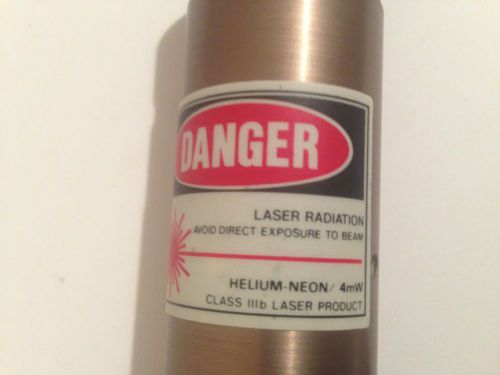 DANGER
LASER RADIATION
AVOID DIRECT EXPOSURE TO BEAM
HELIUM-NEON/ 4mW
CLASS IIIb LASER PRODUCT